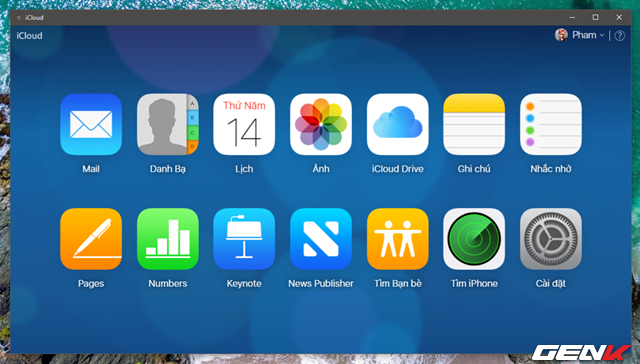 iCloud
iCloud
Pham
?
Thứ Năm
14
A
B
C
D
Mail
Danh Bạ
Lịch
Ảnh
iCloud Drive
Ghi chú
Nhắc nhở
Pages
Numbers
Keynote
News Publisher
Tìm Bạn bè
Tìm iPhone
Cài đặt
GENK